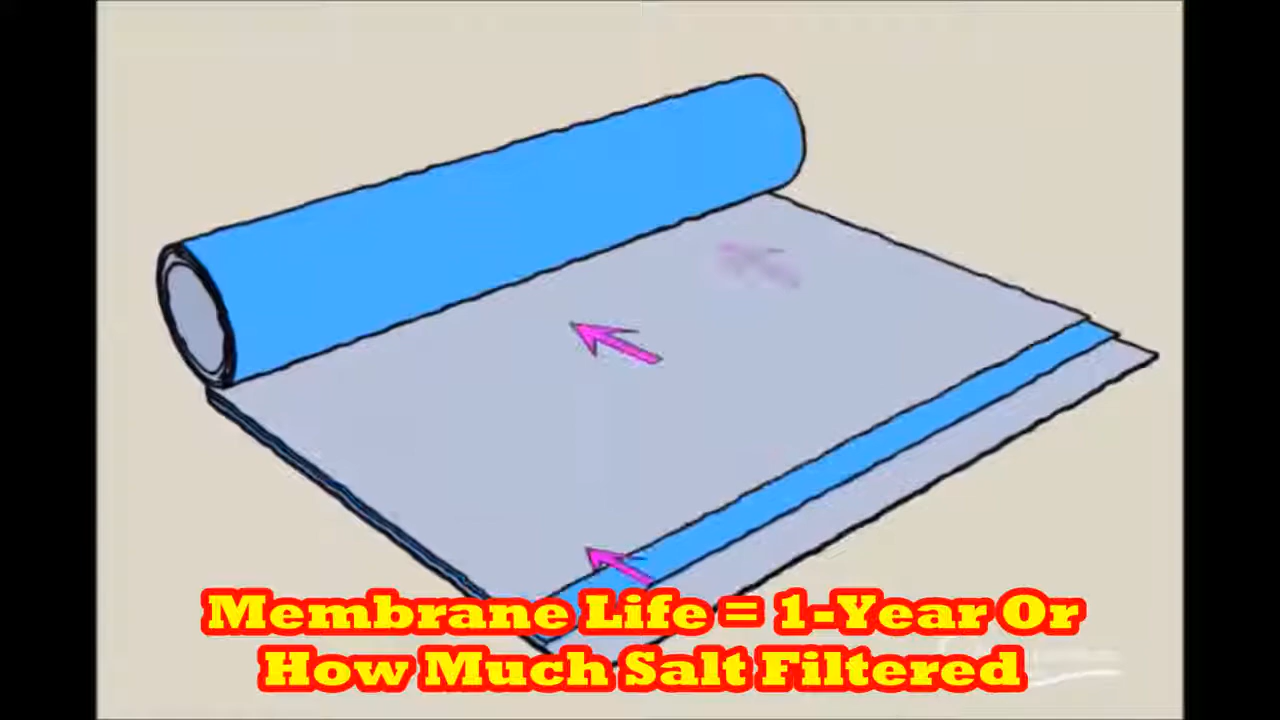 Membrane Life = 1-Year Or
How Much Salt Filtered